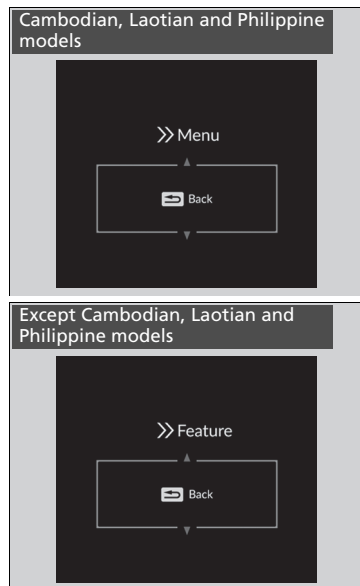 Cambodian, Laotian and Philippine
models
Menu
Back
Except Cambodian, Laotian and
Philippine models
Feature
Back